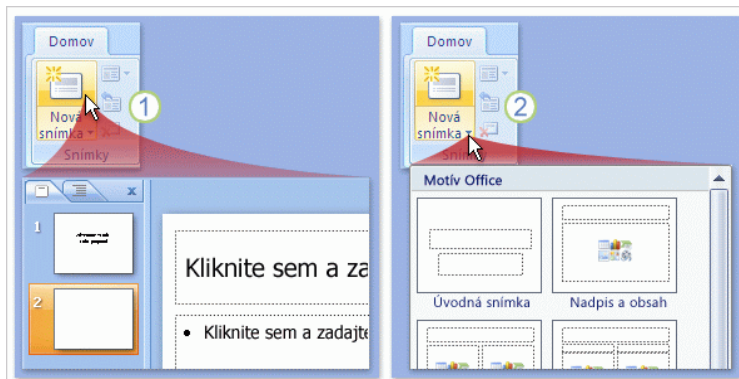 Domov
Nová
snímka
Snímky
1
1
2
Kliknite sem a za
• Kliknite sem a zadajte
Domov
Nová
snímka
2
Motív Office
Úvodná snímka
Nadpis a obsah